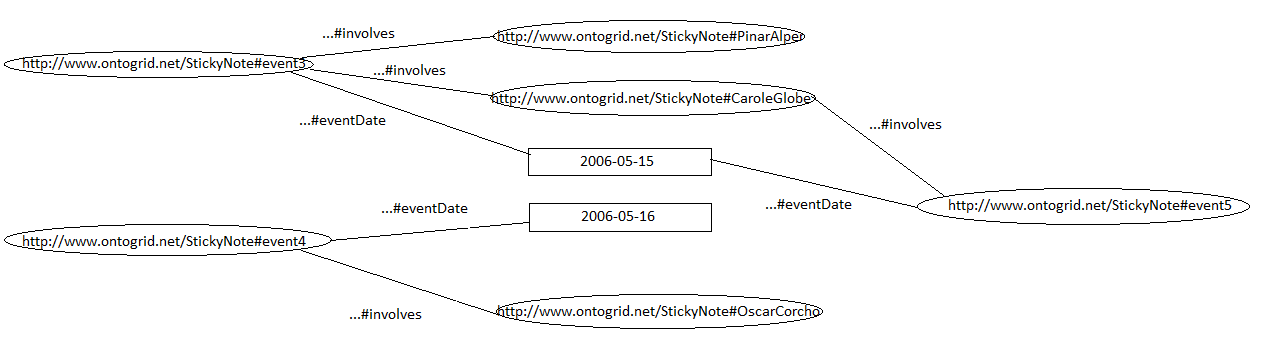 ...#involves
http://www.ontogrid.net/StickyNote#PinarAlper
http://www.ontogrid.net/StickyNote#event3
...#involves
http://www.ontogrid.net/StickyNote#CaroleGlobe
...#eventDate
...#involves
2006-05-15
...#eventDate
http://www.ontogrid.net/StickyNote#event5
...#eventDate
2006-05-16
http://www.ontogrid.net/StickyNote#event4
...#involves
http://www.ontogrid.net/StickyNote#OscarCorcho